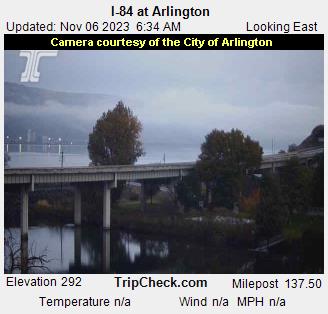 I-84 at Arlington
Updated: Nov 06 2023 6:34 AM Looking East
Camera courtesy of the City of Arlington
Elevation 292 TripCheck.com Milepost 137.50
Temperature n/a Wind n/a MPH n/a